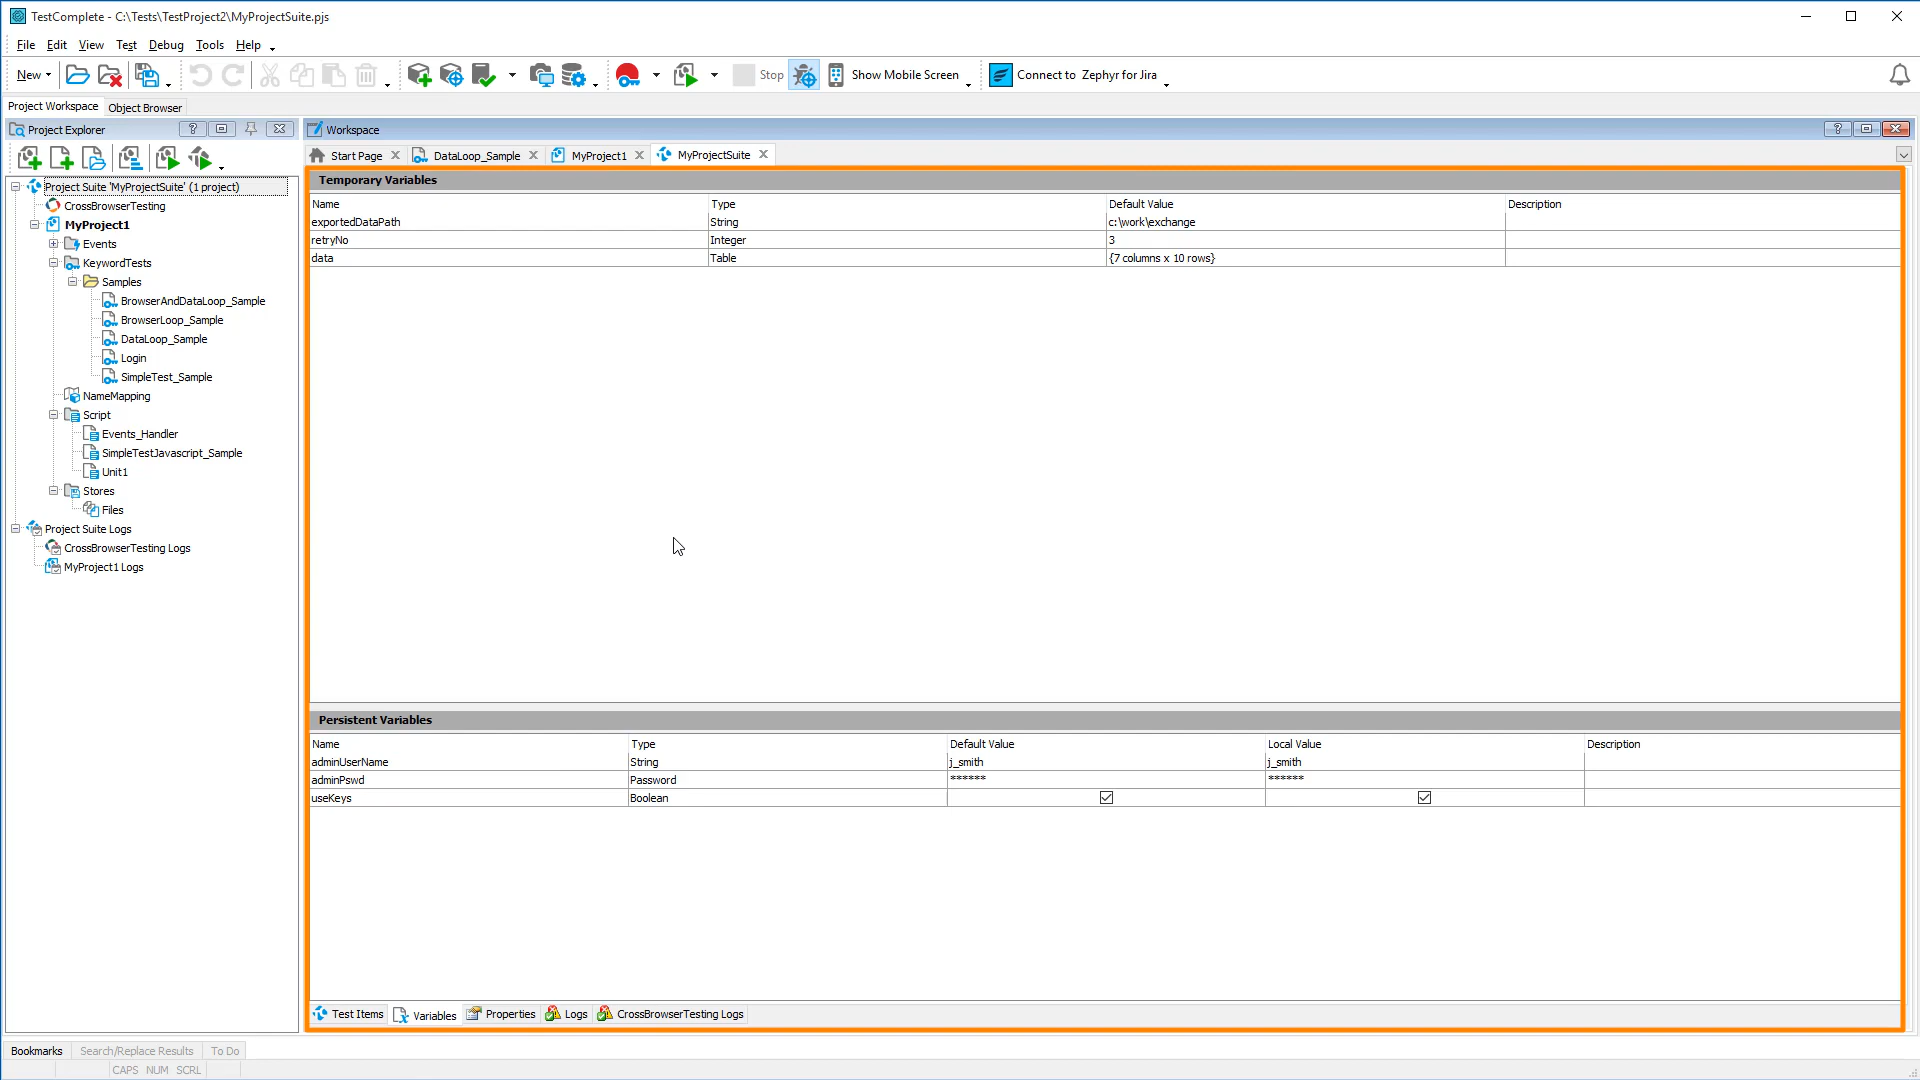 TestComplete - C:\Tests\TestProject2\MyProjectSuite.pjs
File Edit View Test Debug Tools Help
New Stop Show Mobile Screen Connect to Zephyr for Jira
Project Workspace Object Browser
Project Explorer
Workspace
Start Page DataLoop_Sample MyProject1 MyProjectSuite
Project Suite 'MyProjectSuite' (1 project)
CrossBrowserTesting
MyProject1
Events
KeywordTests
Samples
BrowserAndDataLoop_Sample
BrowserLoop_Sample
DataLoop_Sample
Login
SimpleTest_Sample
NameMapping
Script
Events_Handler
SimpleTestJavascript_Sample
Unit1
Stores
Files
Project Suite Logs
CrossBrowserTesting Logs
MyProject1 Logs
Temporary Variables
Name Type Default Value Description
exportedDataPath String c:\work\exchange
retryNo Integer 3
data Table {7 columns x 10 rows}
Persistent Variables
Name Type Default Value Local Value Description
adminUserName String j_smith j_smith
adminPswd Password ****** ******
useKeys Boolean
Test Items Variables Properties Logs CrossBrowserTesting Logs
Bookmarks Search/Replace Results To Do
CAPS NUM SCRL